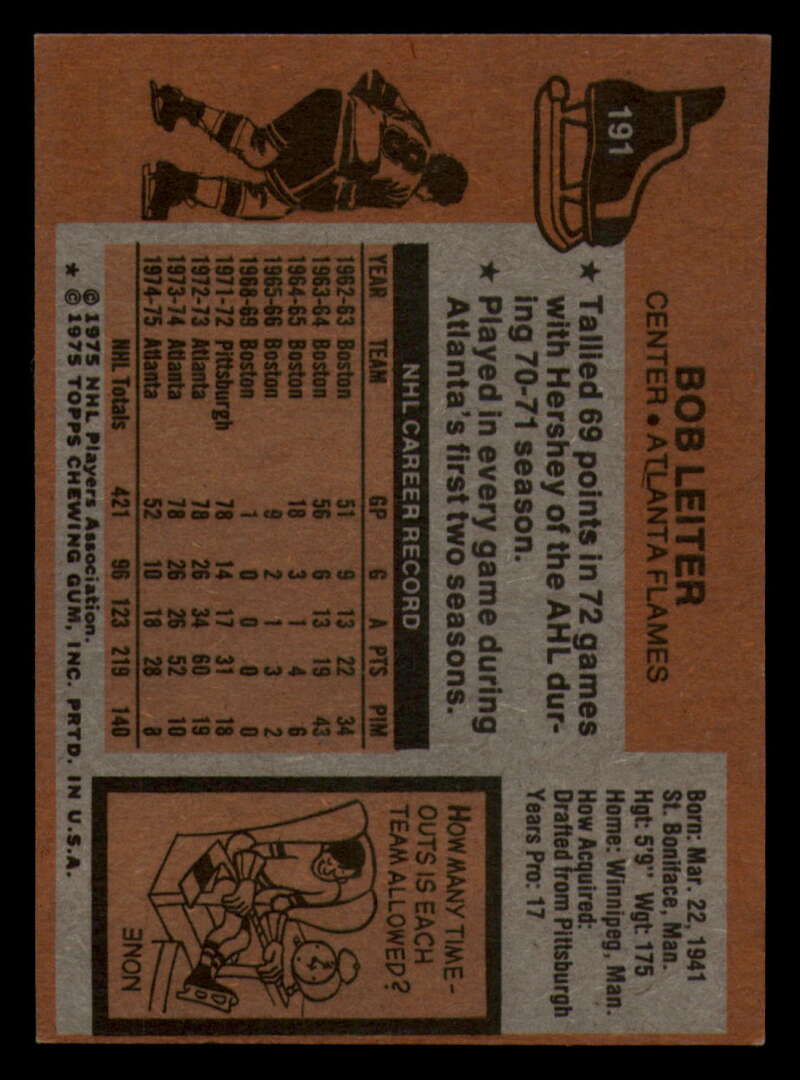 191
BOB LEITER
CENTER • ATLANTA FLAMES
★ Tallied 69 points in 72 games
with Hershey of the AHL dur-
ing 70-71 season.
★ Played in every game during
Atlanta's first two seasons.
Born: Mar. 22, 1941
St. Boniface, Man.
Hgt: 5'9" Wgt: 175
Home: Winnipeg, Man.
How Acquired:
Drafted from Pittsburgh
Years Pro: 17
NHL CAREER RECORD
YEAR TEAM GP G A PTS PIM
1962-63 Boston 51 9 13 22 34
1963-64 Boston 56 6 13 19 43
1964-65 Boston 18 3 1 4 6
1965-66 Boston 9 2 1 3 2
1968-69 Boston 1 0 0 0 0
1971-72 Pittsburgh 78 14 17 31 18
1972-73 Atlanta 78 26 34 60 19
1973-74 Atlanta 78 26 26 52 10
1974-75 Atlanta 52 10 18 28 8
NHL Totals 421 96 123 219 140
HOW MANY TIME-
OUTS IS EACH
TEAM ALLOWED?
NONE
© 1975 NHL Players Association.
★ © 1975 TOPPS CHEWING GUM, INC. PRTD. IN U.S.A.